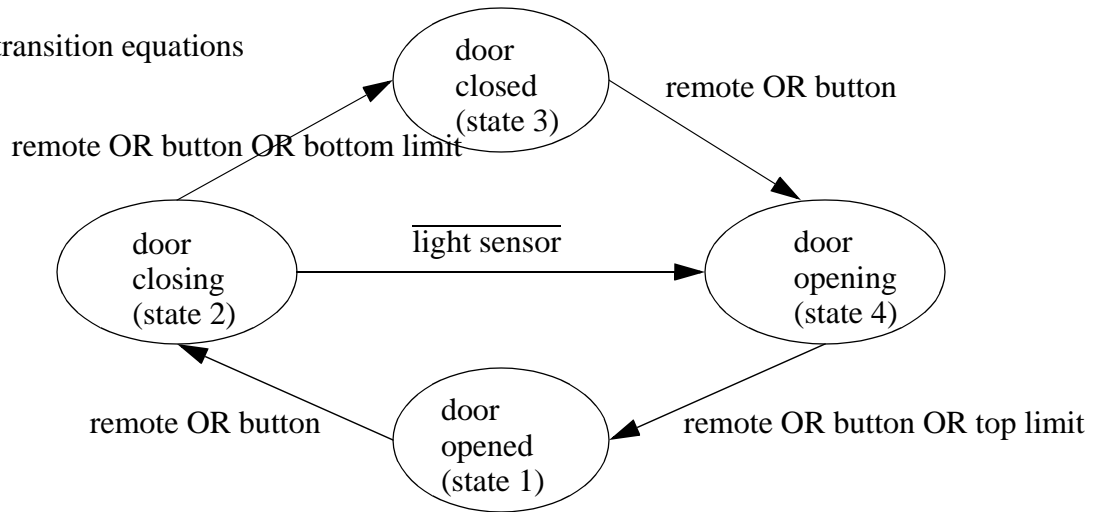 transition equations
door
closed
(state 3)
remote OR button
remote OR button OR bottom limit
light sensor
door
closing
(state 2)
door
opening
(state 4)
remote OR button
door
opened
(state 1)
remote OR button OR top limit